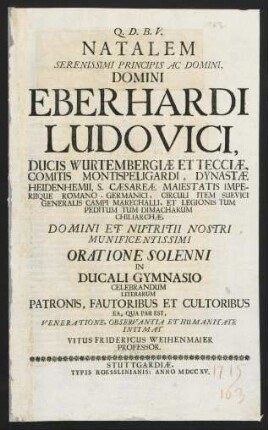 Q. D. B. V.
NATALEM
SERENISSIMI PRINCIPIS AC DOMINI,
DOMINI
EBERHARDI
LUDOVICI,
DUCIS WURTEMBERGIÆ ET TECCIÆ,
COMITIS MONTISPELIGARDI, DYNASTÆ
HEIDENHEMII, S. CÆSAREÆ MAIESTATIS IMPE-
RIIQUE ROMANO-GERMANICI, CIRCULI ITEM SUEVICI
GENERALIS CAMPI MARECHALLI, ET LEGIONIS TUM
PEDITUM TUM DIMACHARUM
CHILIARCHÆ,
DOMINI ET NUTRITII NOSTRI
MUNIFICENTISSIMI
ORATIONE SOLENNI
IN
DUCALI GYMNASIO
CELEBRANDUM
LITERARUM
PATRONIS, FAUTORIBUS ET CULTORIBUS
EA, QUA PAR EST,
VENERATIONE, OBSERVANTIA ET HUMANITATE
INTIMAT
VITUS FRIDERICUS WEIHENMAIER
PROFESSOR.
STUTTGARDIÆ,
TYPIS ROESSLINIANIS: ANNO MDCCXV.
1715
163